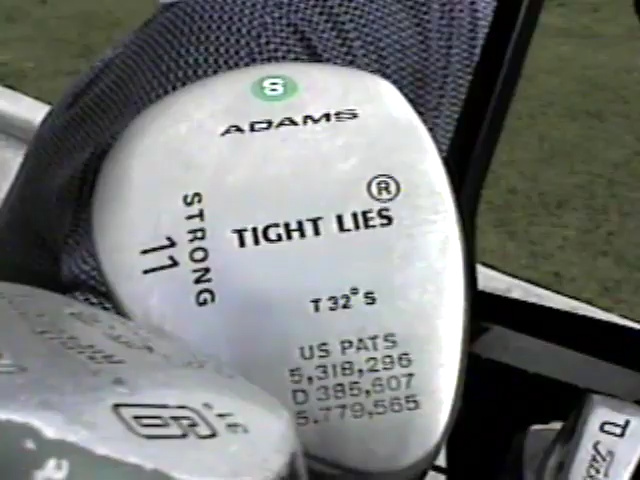 8
ADAMS
®
TIGHT LIES
STRONG
11
T 32° S
US PATS
5,318,296
D 385,607
5,779,565